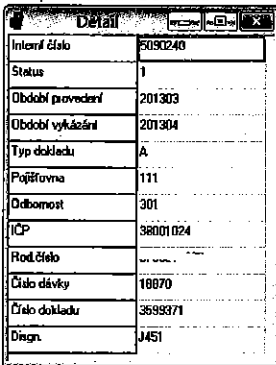 Detail
Interní číslo 5090240
Status 1
Období provedení 201303
Období vykázání 201304
Typ dokladu A
Pojišťovna 111
Odbornost 301
IČP 38001024
Rod.číslo
Číslo dávky 18870
Číslo dokladu 3599371
Diagn. J451